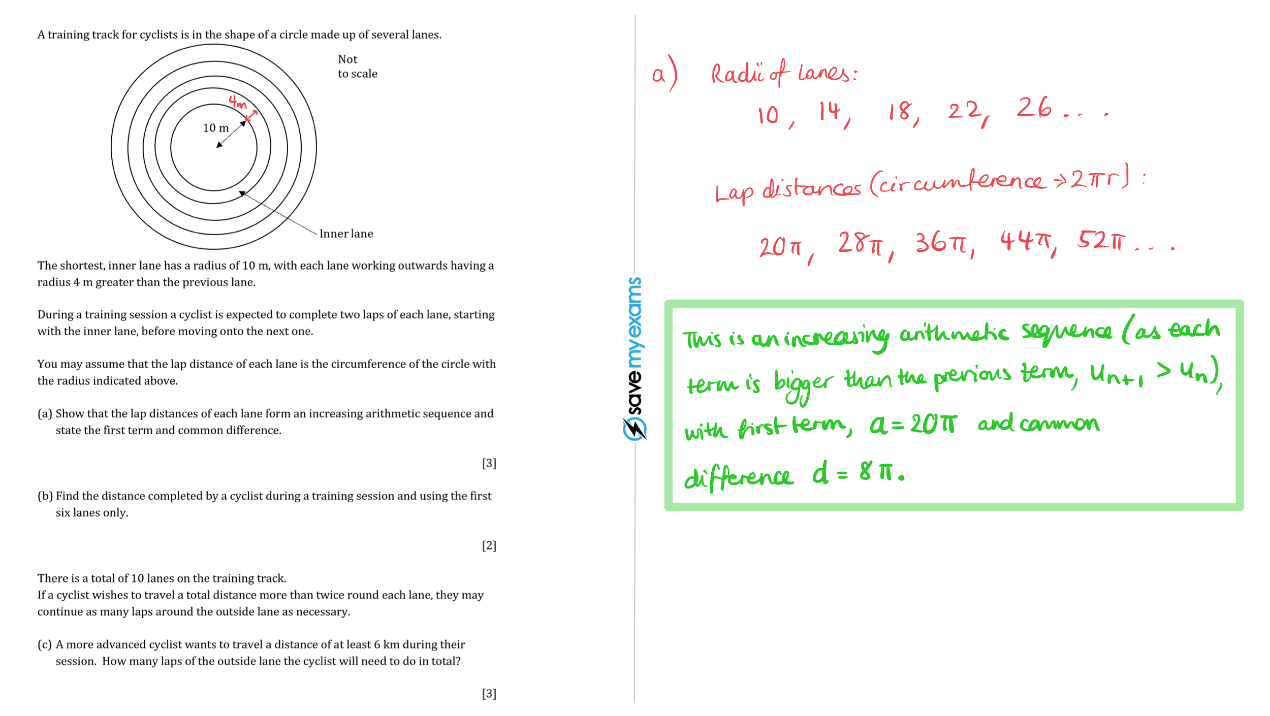 A training track for cyclists is in the shape of a circle made up of several lanes.
Not
to scale
4m
10 m
Inner lane
The shortest, inner lane has a radius of 10 m, with each lane working outwards having a
radius 4 m greater than the previous lane.
During a training session a cyclist is expected to complete two laps of each lane, starting
with the inner lane, before moving onto the next one.
You may assume that the lap distance of each lane is the circumference of the circle with
the radius indicated above.
(a) Show that the lap distances of each lane form an increasing arithmetic sequence and
state the first term and common difference.
[3]
(b) Find the distance completed by a cyclist during a training session and using the first
six lanes only.
[2]
There is a total of 10 lanes on the training track.
If a cyclist wishes to travel a total distance more than twice round each lane, they may
continue as many laps around the outside lane as necessary.
(c) A more advanced cyclist wants to travel a distance of at least 6 km during their
session. How many laps of the outside lane the cyclist will need to do in total?
[3]
savemyexams
a) Radii of lanes:
10, 14, 18, 22, 26 ....
Lap distances (circumference → 2πr):
20π, 28π, 36π, 44π, 52π ...
This is an increasing arithmetic sequence (as each
term is bigger than the previous term, uₙ₊₁ > uₙ),
with first term, a = 20π and common
difference d = 8π.